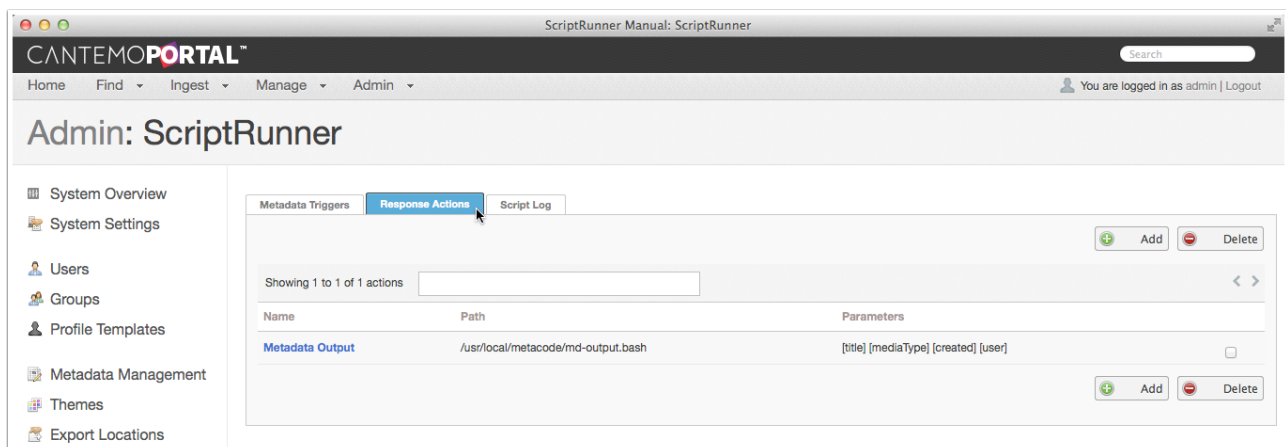 ScriptRunner Manual: ScriptRunner
CANTEMOPORTAL™
Search
Home Find Ingest Manage Admin
You are logged in as admin | Logout
Admin: ScriptRunner
System Overview
System Settings
Users
Groups
Profile Templates
Metadata Management
Themes
Export Locations
Metadata Triggers Response Actions Script Log
Add Delete
Showing 1 to 1 of 1 actions
Name Path Parameters
Metadata Output /usr/local/metacode/md-output.bash [title] [mediaType] [created] [user]
Add Delete